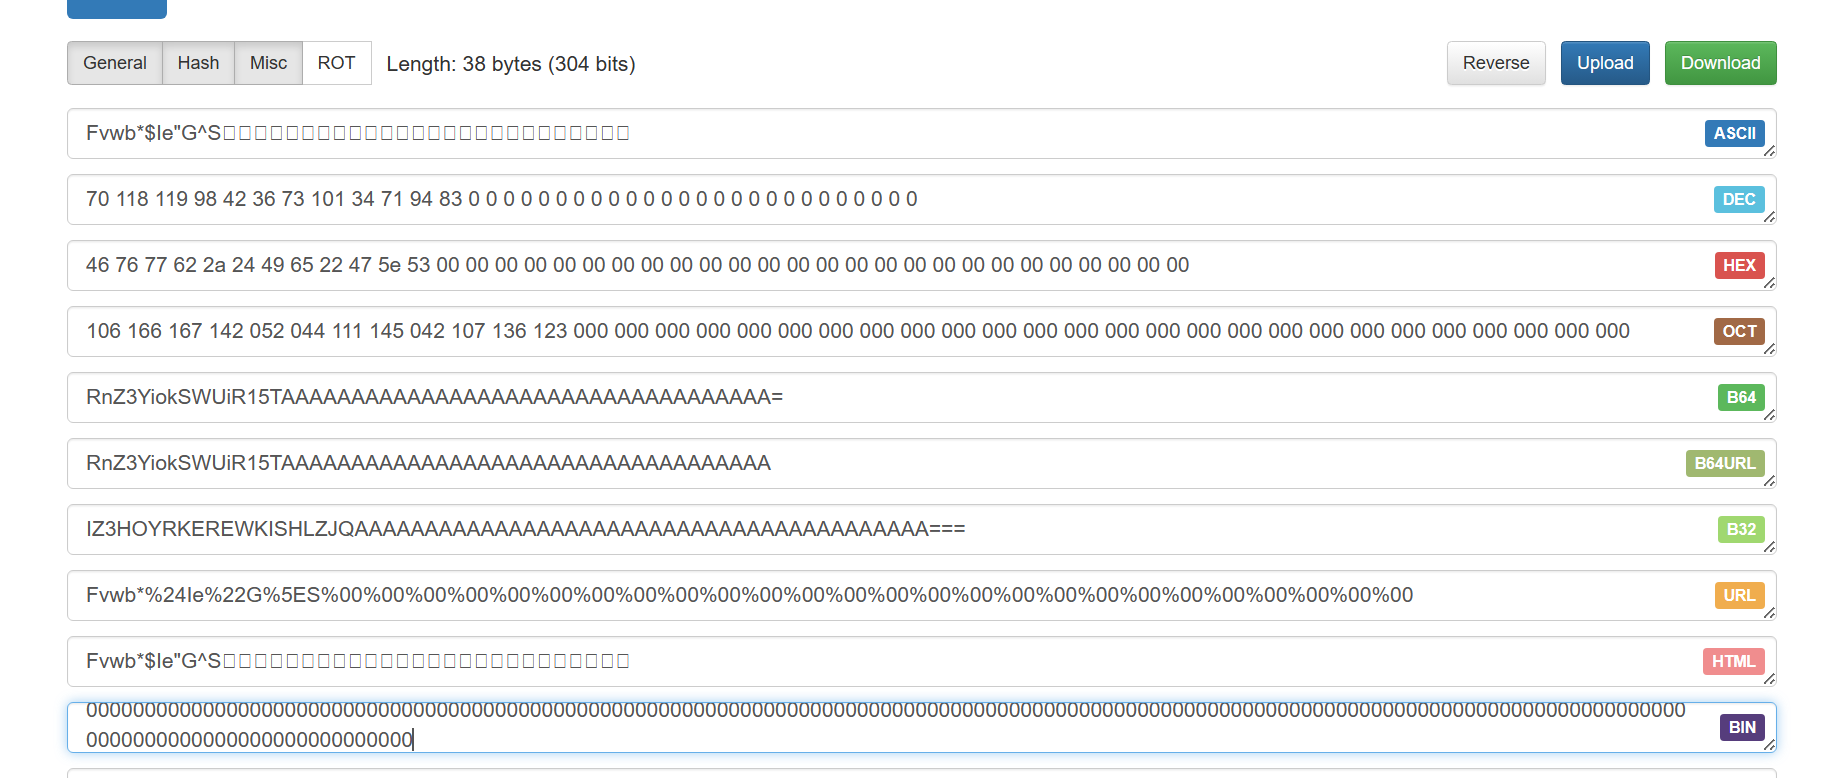 General Hash Misc ROT Length: 38 bytes (304 bits) Reverse Upload Download
Fvwb*$Ie"G^S□□□□□□□□□□□□□□□□□□□□□□□□□□ ASCII
70 118 119 98 42 36 73 101 34 71 94 83 0 0 0 0 0 0 0 0 0 0 0 0 0 0 0 0 0 0 0 0 0 0 0 0 0 0 DEC
46 76 77 62 2a 24 49 65 22 47 5e 53 00 00 00 00 00 00 00 00 00 00 00 00 00 00 00 00 00 00 00 00 00 00 00 00 00 00 HEX
106 166 167 142 052 044 111 145 042 107 136 123 000 000 000 000 000 000 000 000 000 000 000 000 000 000 000 000 000 000 000 000 000 000 000 000 000 000 OCT
RnZ3YiokSWUiR15TAAAAAAAAAAAAAAAAAAAAAAAAAAAAAAAAAAA= B64
RnZ3YiokSWUiR15TAAAAAAAAAAAAAAAAAAAAAAAAAAAAAAAAAAA B64URL
IZ3HOYRKEREWKISHLZJQAAAAAAAAAAAAAAAAAAAAAAAAAAAAAAAAAAAAAAAAA=== B32
Fvwb*%24Ie%22G%5ES%00%00%00%00%00%00%00%00%00%00%00%00%00%00%00%00%00%00%00%00%00%00%00%00%00%00 URL
Fvwb*$Ie"G^S□□□□□□□□□□□□□□□□□□□□□□□□□□ HTML
00000000000000000000000000000000000000000000000000000000000000000000000000000000000000000000000000000000000000000000000000000000000000000
0000000000000000000000000000 BIN